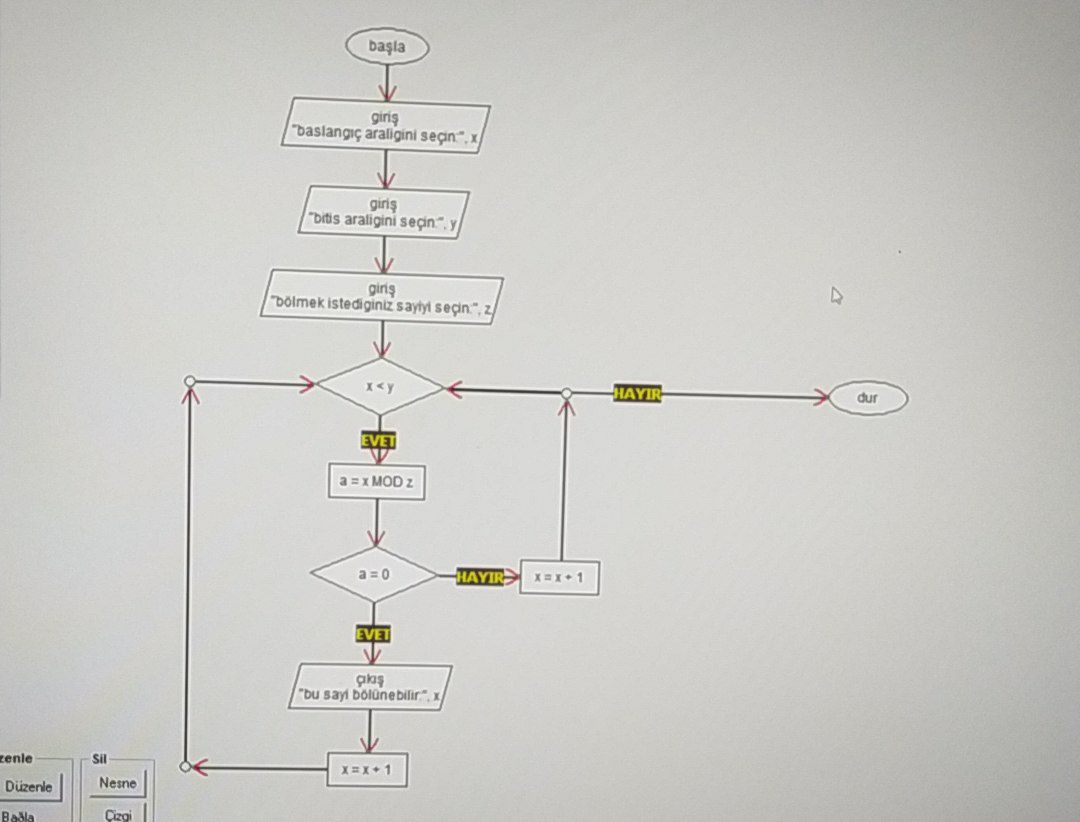 başla
giriş
"baslangıç araligini seçin:", x
giriş
"bitis araligini seçin:", y
giriş
"bölmek istediginiz sayiyi seçin:", z
x < y
HAYIR
dur
EVET
a = x MOD z
a = 0
HAYIR
x = x + 1
EVET
çıkış
"bu sayi bölünebilir:", x
x = x + 1
zenle
Sil
Düzenle
Nesne
Bağla
Çizgi